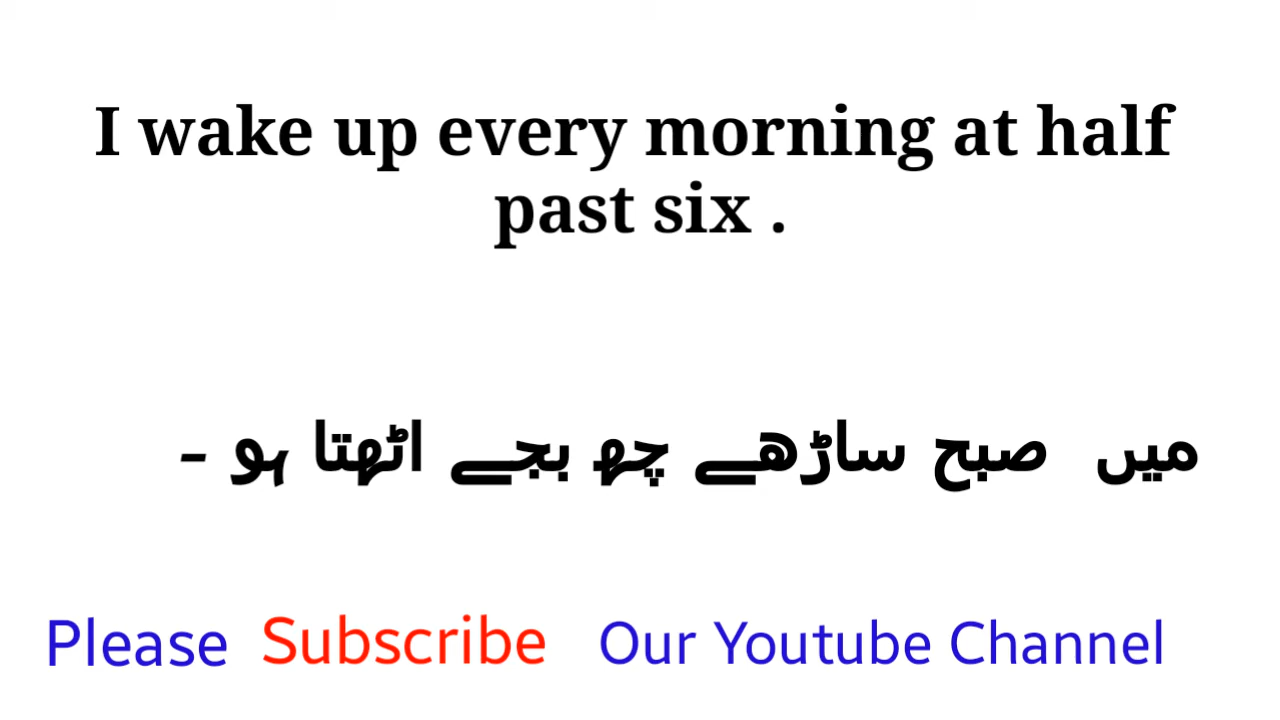 I wake up every morning at half
past six .
میں صبح ساڑھے چھ بجے اٹھتا ہو ۔
Please Subscribe Our Youtube Channel